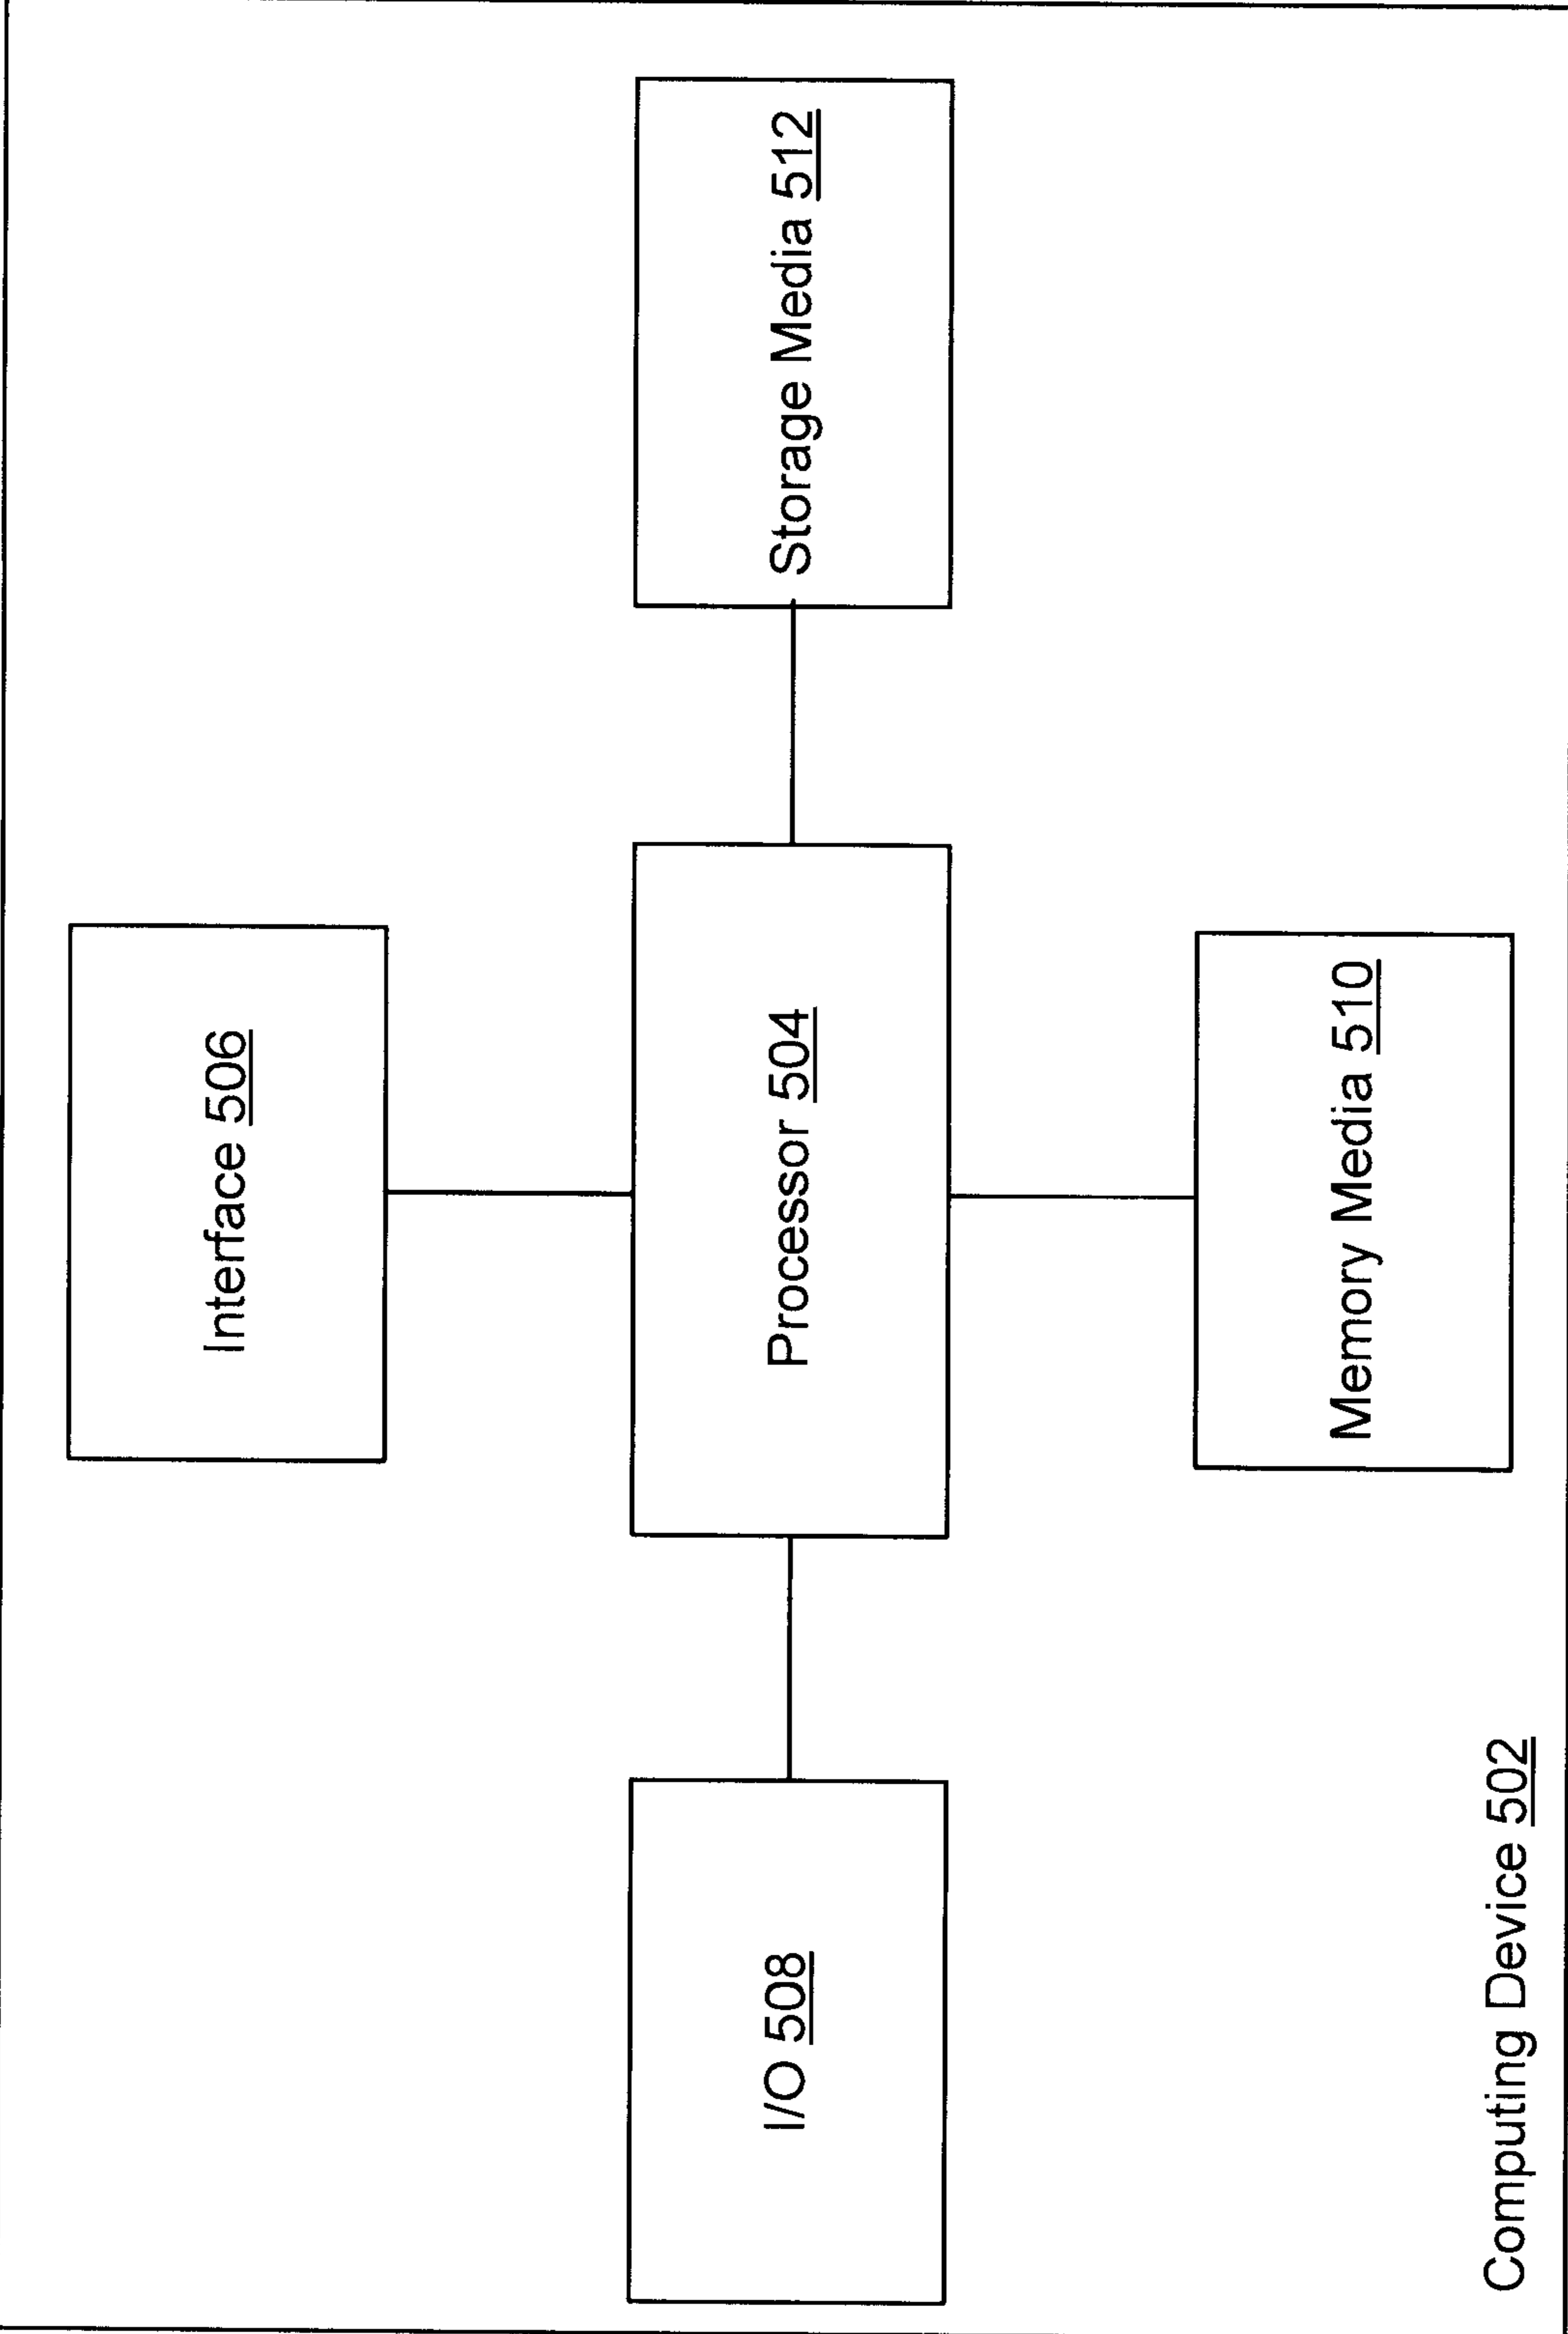 Interface 506
I/O 508
Processor 504
Storage Media 512
Memory Media 510
Computing Device 502